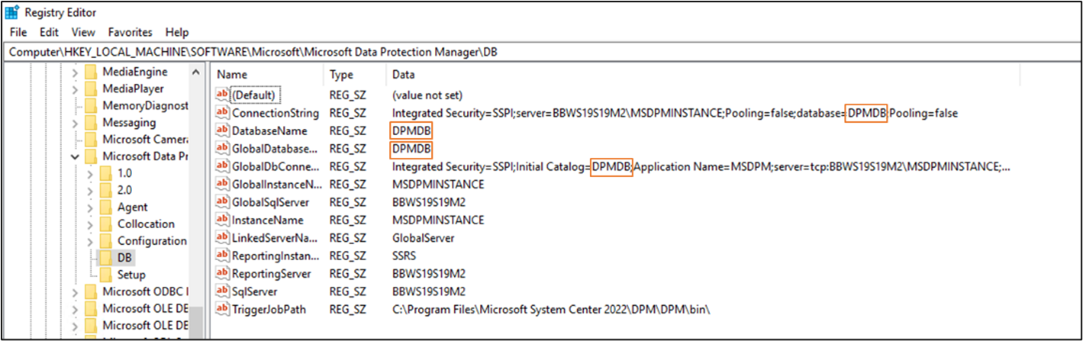 Registry Editor
File Edit View Favorites Help
Computer\HKEY_LOCAL_MACHINE\SOFTWARE\Microsoft\Microsoft Data Protection Manager\DB
MediaEngine
MediaPlayer
MemoryDiagnost
Messaging
Microsoft Camer
Microsoft Data Pr
1.0
2.0
Agent
Collocation
Configuration
DB
Setup
Microsoft ODBC
Microsoft OLE DE
Microsoft OLE DE
Name Type Data
(Default) REG_SZ (value not set)
ConnectionString REG_SZ Integrated Security=SSPI;server=BBWS19S19M2\MSDPMINSTANCE;Pooling=false;database=DPMDB;Pooling=false
DatabaseName REG_SZ DPMDB
GlobalDatabase... REG_SZ DPMDB
GlobalDbConne... REG_SZ Integrated Security=SSPI;Initial Catalog=DPMDB;Application Name=MSDPM;server=tcp:BBWS19S19M2\MSDPMINSTANCE;...
GlobalInstanceN... REG_SZ MSDPMINSTANCE
GlobalSqlServer REG_SZ BBWS19S19M2
InstanceName REG_SZ MSDPMINSTANCE
LinkedServerNa... REG_SZ GlobalServer
ReportingInstan... REG_SZ SSRS
ReportingServer REG_SZ BBWS19S19M2
SqlServer REG_SZ BBWS19S19M2
TriggerJobPath REG_SZ C:\Program Files\Microsoft System Center 2022\DPM\DPM\bin\